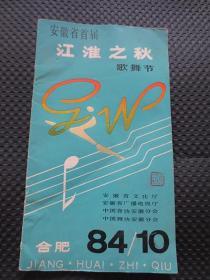 安徽省首届
江淮之秋
歌舞节
GW
安徽省文化厅
安徽省广播电视厅
中国音协安徽分会
中国舞协安徽分会
合肥 84/10
JIANG·HUAI·ZHI·QIU